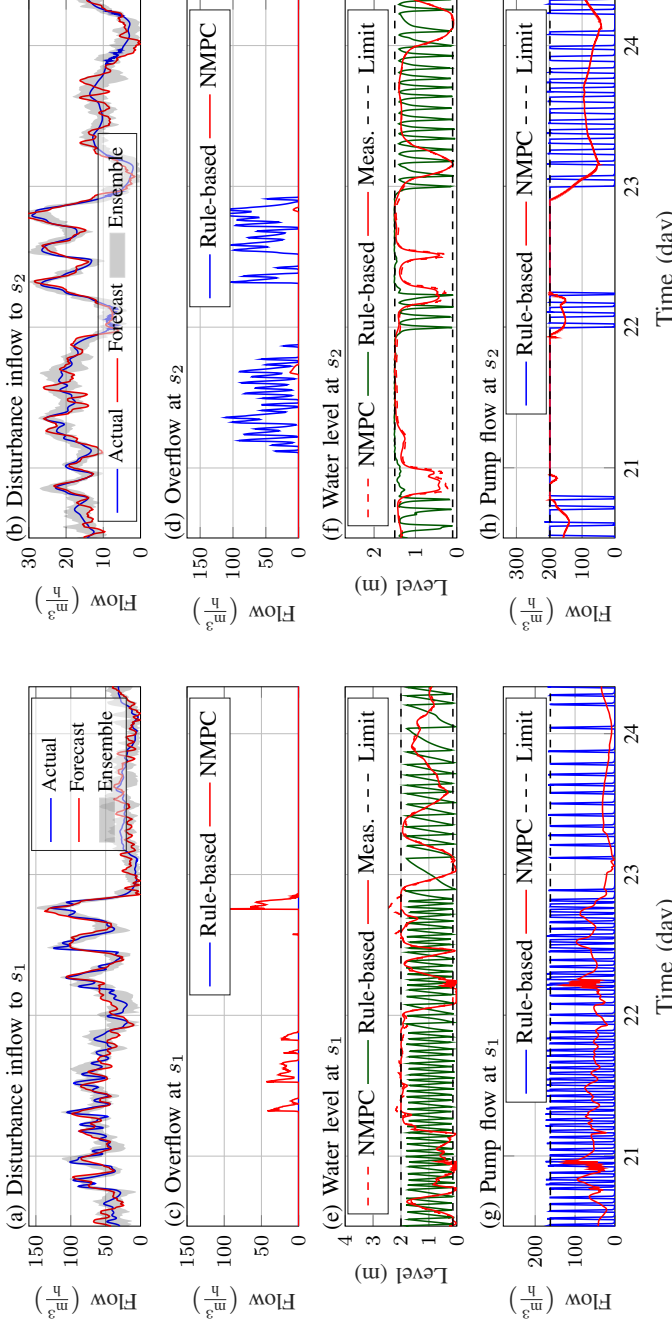 (a) Disturbance inflow to s₁
Flow (m³/h)
150
100
50
0
Actual
Forecast
Ensemble
(b) Disturbance inflow to s₂
Flow (m³/h)
30
20
10
0
Actual Forecast Ensemble
(c) Overflow at s₁
Flow (m³/h)
150
100
50
0
Rule-based NMPC
(d) Overflow at s₂
Flow (m³/h)
150
100
50
0
Rule-based NMPC
(e) Water level at s₁
Level (m)
4
3
2
1
0
NMPC Rule-based Meas. Limit
(f) Water level at s₂
Level (m)
2
1
0
NMPC Rule-based Meas. Limit
(g) Pump flow at s₁
Flow (m³/h)
200
100
0
Rule-based NMPC Limit
21 22 23 24
Time (day)
(h) Pump flow at s₂
Flow (m³/h)
300
200
100
0
Rule-based NMPC Limit
21 22 23 24
Time (day)